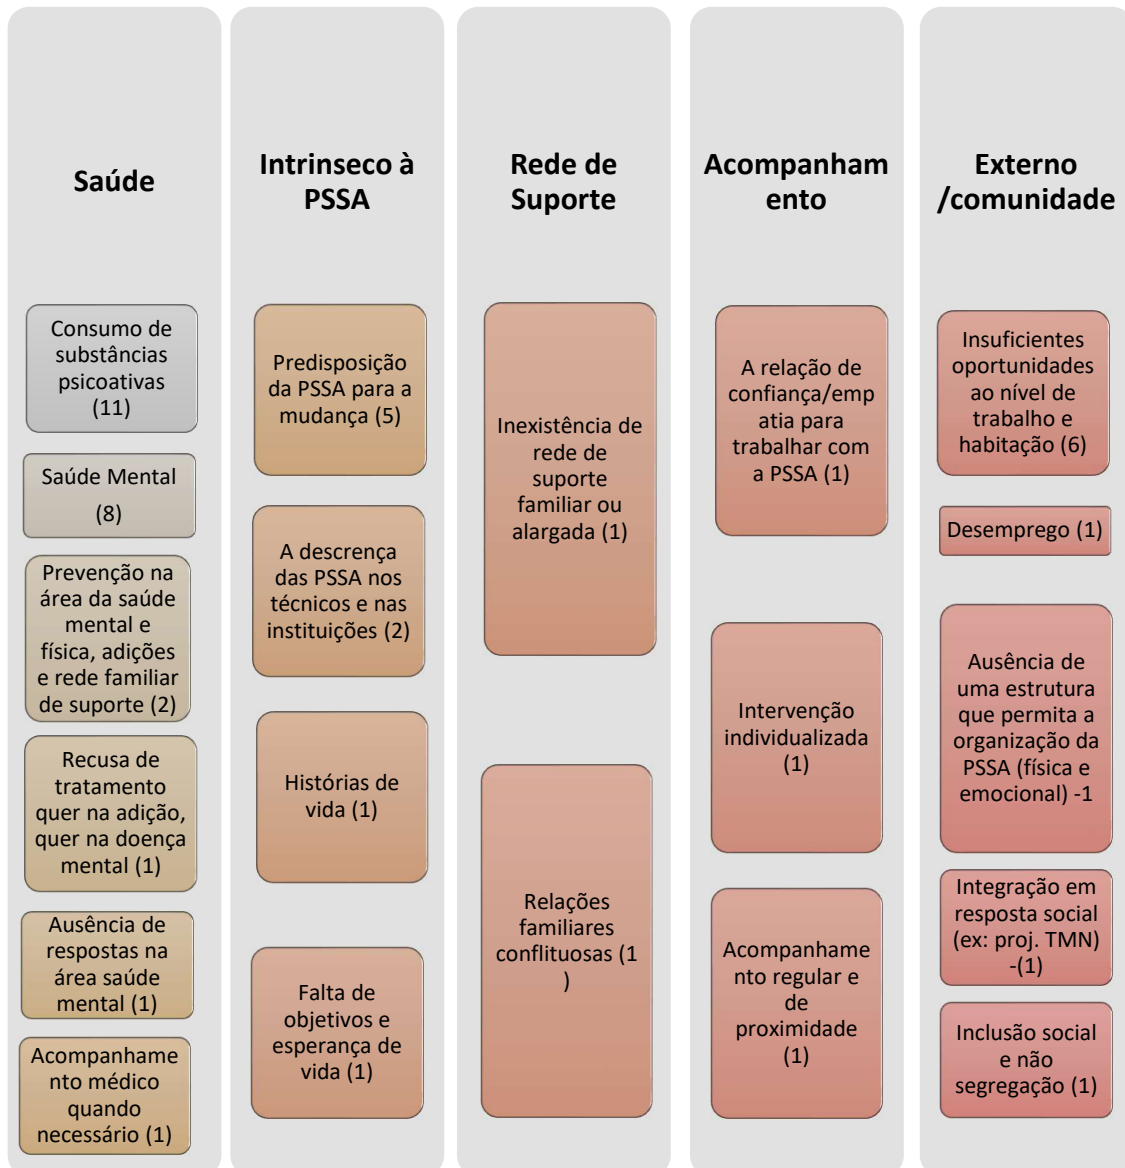 Saúde
Consumo de
substâncias
psicoativas
(11)
Saúde Mental
(8)
Prevenção na
área da saúde
mental e
física, adições
e rede familiar
de suporte (2)
Recusa de
tratamento
quer na adição,
quer na doença
mental (1)
Ausência de
respostas na
área saúde
mental (1)
Acompanhame
nto médico
quando
necessário (1)
Intrinseco à
PSSA
Predisposição
da PSSA para a
mudança (5)
A descrença
das PSSA nos
técnicos e nas
instituições (2)
Histórias de
vida (1)
Falta de
objetivos e
esperança de
vida (1)
Rede de
Suporte
Inexistência de
rede de
suporte
familiar ou
alargada (1)
Relações
familiares
conflituosas (1
)
Acompanham
ento
A relação de
confiança/emp
atia para
trabalhar com
a PSSA (1)
Intervenção
individualizada
(1)
Acompanhame
nto regular e
de
proximidade
(1)
Externo
/comunidade
Insuficientes
oportunidades
ao nível de
trabalho e
habitação (6)
Desemprego (1)
Ausência de
uma estrutura
que permita a
organização da
PSSA (física e
emocional) -1
Integração em
resposta social
(ex: proj. TMN)
-(1)
Inclusão social
e não
segregação (1)